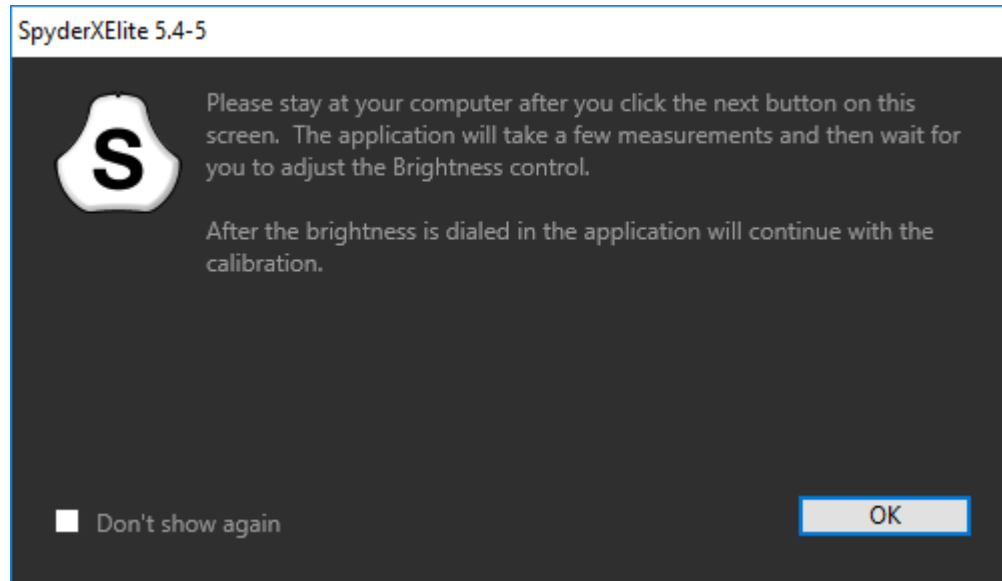 SpyderXElite 5.4-5
Please stay at your computer after you click the next button on this
screen.  The application will take a few measurements and then wait for
you to adjust the Brightness control.
After the brightness is dialed in the application will continue with the
calibration.
S
Don't show again
OK